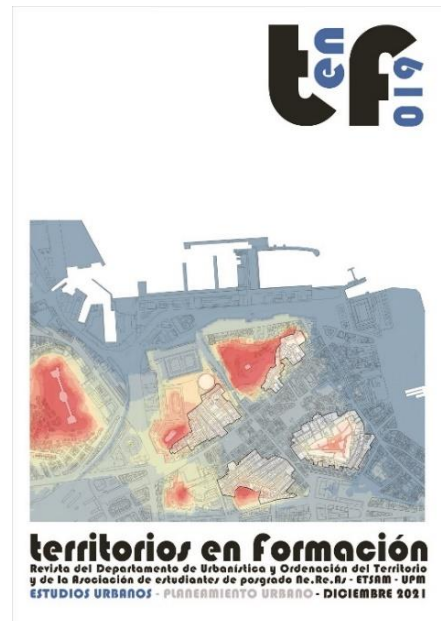 ten
f
019
territorios en Formación
Revista del Departamento de Urbanística y Ordenación del Territorio
y de la Asociación de estudiantes de posgrado Ne.Re.As - ETSAM - UPM
ESTUDIOS URBANOS - PLANEAMIENTO URBANO - DICIEMBRE 2021